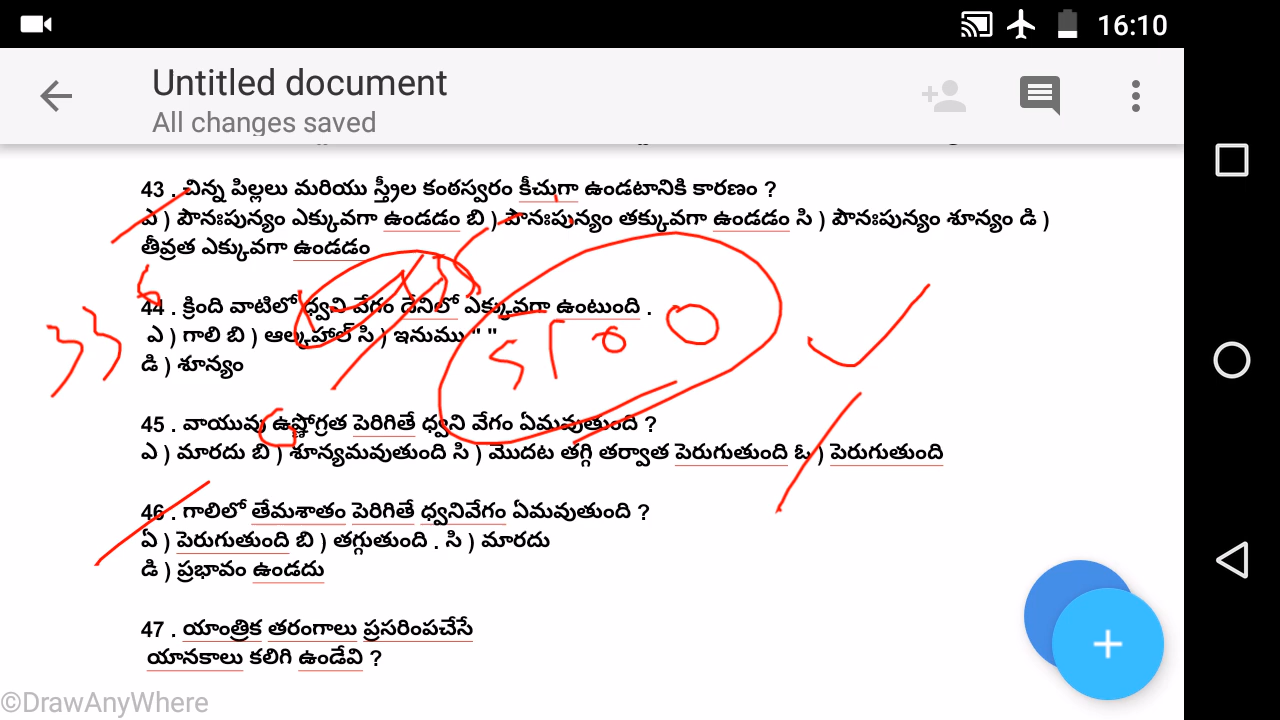 16:10
Untitled document
All changes saved
43 . చిన్న పిల్లలు మరియు స్త్రీల కంఠస్వరం కీచుగా ఉండటానికి కారణం ?
ఎ ) పౌనఃపున్యం ఎక్కువగా ఉండడం బి ) పౌనఃపున్యం తక్కువగా ఉండడం సి ) పౌనఃపున్యం శూన్యం డి )
తీవ్రత ఎక్కువగా ఉండడం
44 . క్రింది వాటిలో ధ్వని వేగం దేనిలో ఎక్కువగా ఉంటుంది .
ఎ ) గాలి బి ) ఆల్కహాల్ సి ) ఇనుము " "
డి ) శూన్యం
5100
45 . వాయువు ఉష్ణోగ్రత పెరిగితే ధ్వని వేగం ఏమవుతుంది ?
ఎ ) మారదు బి ) శూన్యమవుతుంది సి ) మొదట తగ్గి తర్వాత పెరుగుతుంది ఓ ) పెరుగుతుంది
46 . గాలిలో తేమశాతం పెరిగితే ధ్వనివేగం ఏమవుతుంది ?
ఏ ) పెరుగుతుంది బి ) తగ్గుతుంది . సి ) మారదు
డి ) ప్రభావం ఉండదు
47 . యాంత్రిక తరంగాలు ప్రసరింపచేసే
యానకాలు కలిగి ఉండేవి ?
©DrawAnyWhere